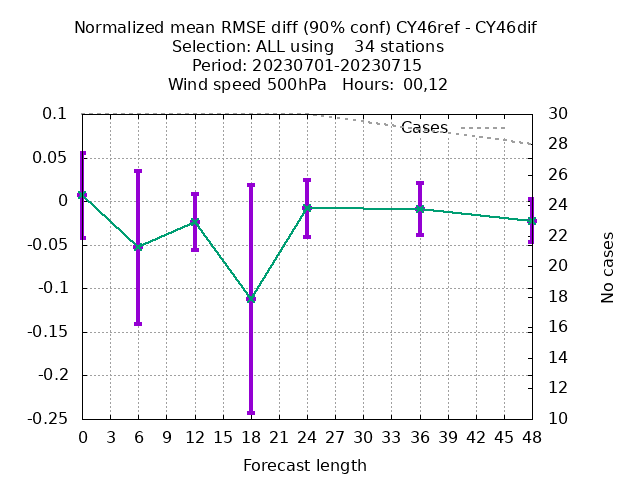 Normalized mean RMSE diff (90% conf) CY46ref - CY46dif
Selection: ALL using    34 stations
Period: 20230701-20230715
Wind speed 500hPa   Hours:  00,12
Cases
0.1
0.05
0
-0.05
-0.1
-0.15
-0.2
-0.25
30
28
26
24
22
20
18
16
14
12
10
No cases
0 3 6 9 12 15 18 21 24 27 30 33 36 39 42 45 48
Forecast length